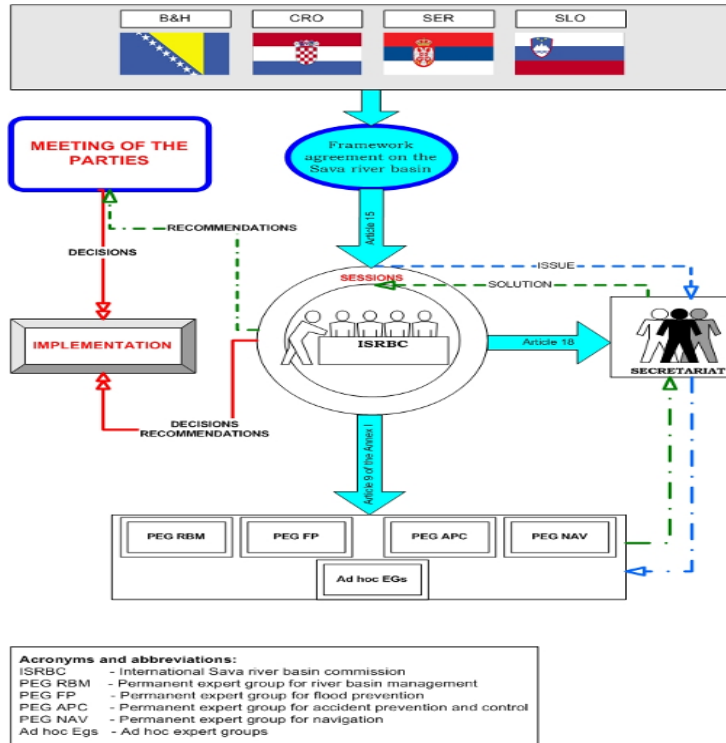 B&H
CRO
SER
SLO
MEETING OF THE
PARTIES
Framework
agreement on the
Sava river basin
RECOMMENDATIONS
Article 15
DECISIONS
SESSIONS
ISSUE
SOLUTION
IMPLEMENTATION
ISRBC
Article 18
SECRETARIAT
DECISIONS
RECOMMENDATIONS
Article 9 of the Annex I
PEG RBM
PEG FP
PEG APC
PEG NAV
Ad hoc EGs
Acronyms and abbreviations:
ISRBC - International Sava river basin commission
PEG RBM - Permanent expert group for river basin management
PEG FP - Permanent expert group for flood prevention
PEG APC - Permanent expert group for accident prevention and control
PEG NAV - Permanent expert group for navigation
Ad hoc Egs - Ad hoc expert groups